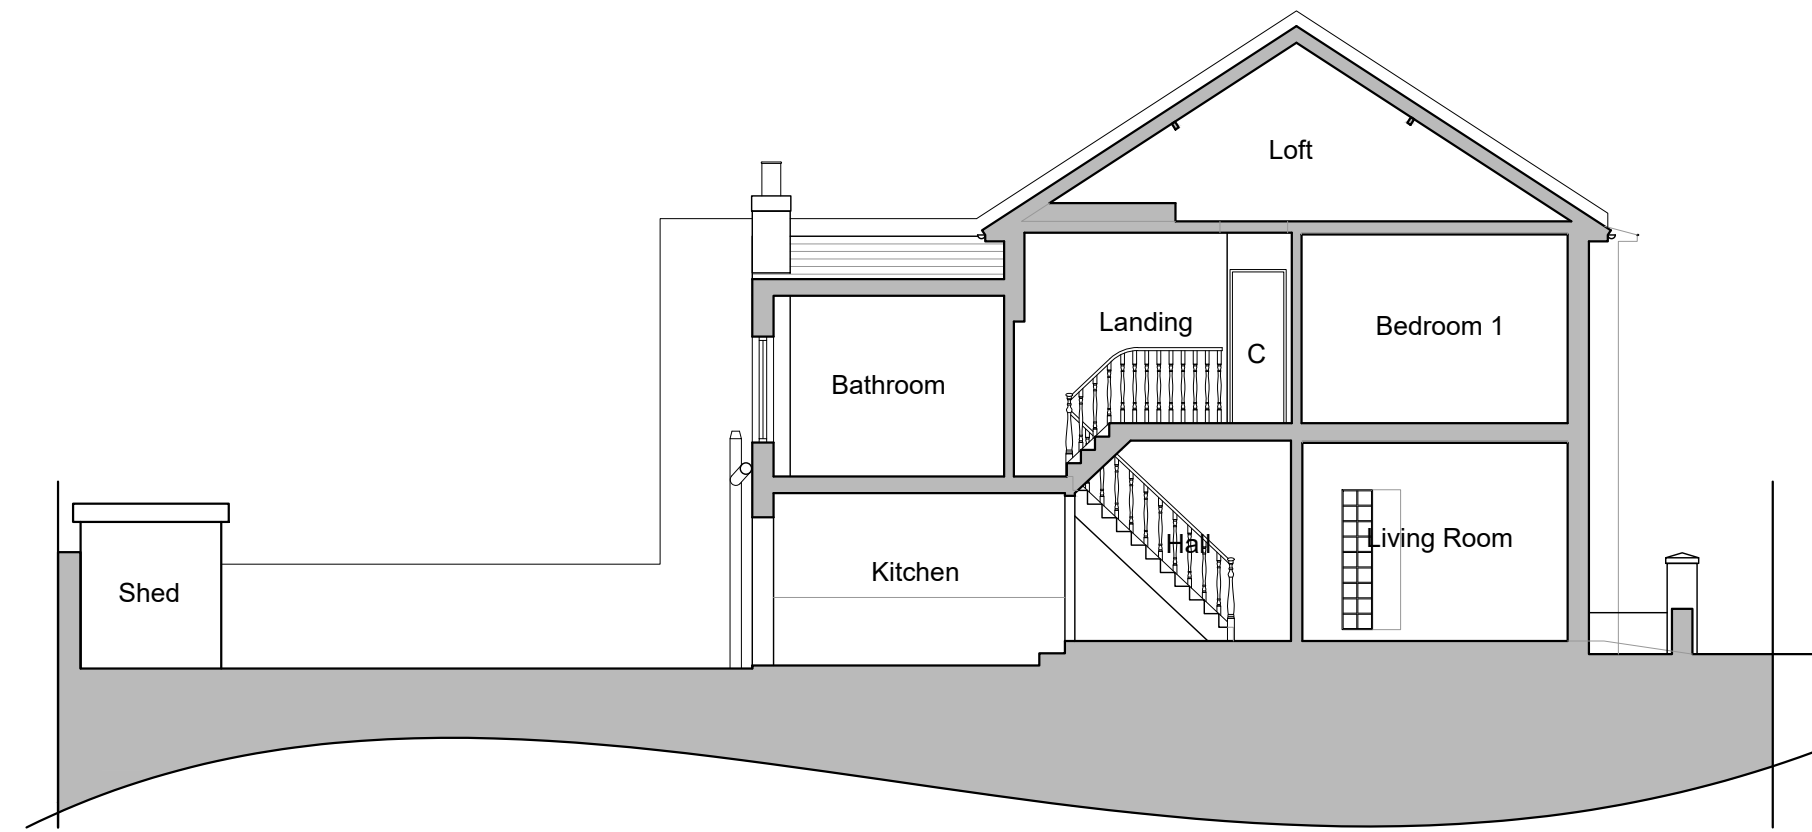 Loft
Landing
Bedroom 1
C
Bathroom
Hall
Living Room
Kitchen
Shed